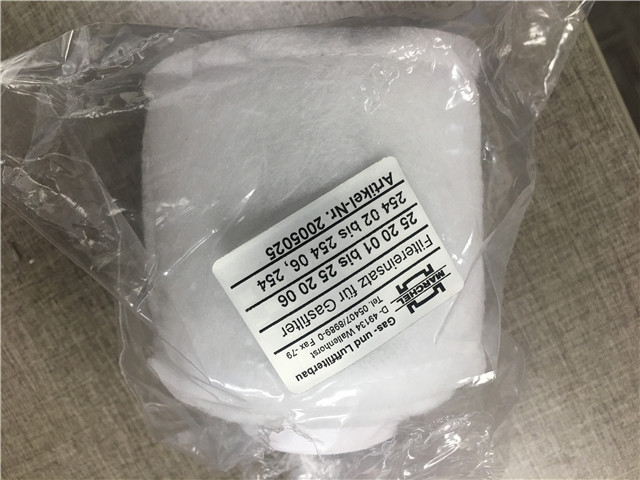 MARCHEL
Gas- und Luftfilterbau
D- 49134 Wallenhorst
Tel. 05407/8989-0 Fax -79
Filtereinsatz für Gasfilter
25 20 01 bis 25 20 06
254 02 bis 254 06, 254
Artikel-Nr. 2005025